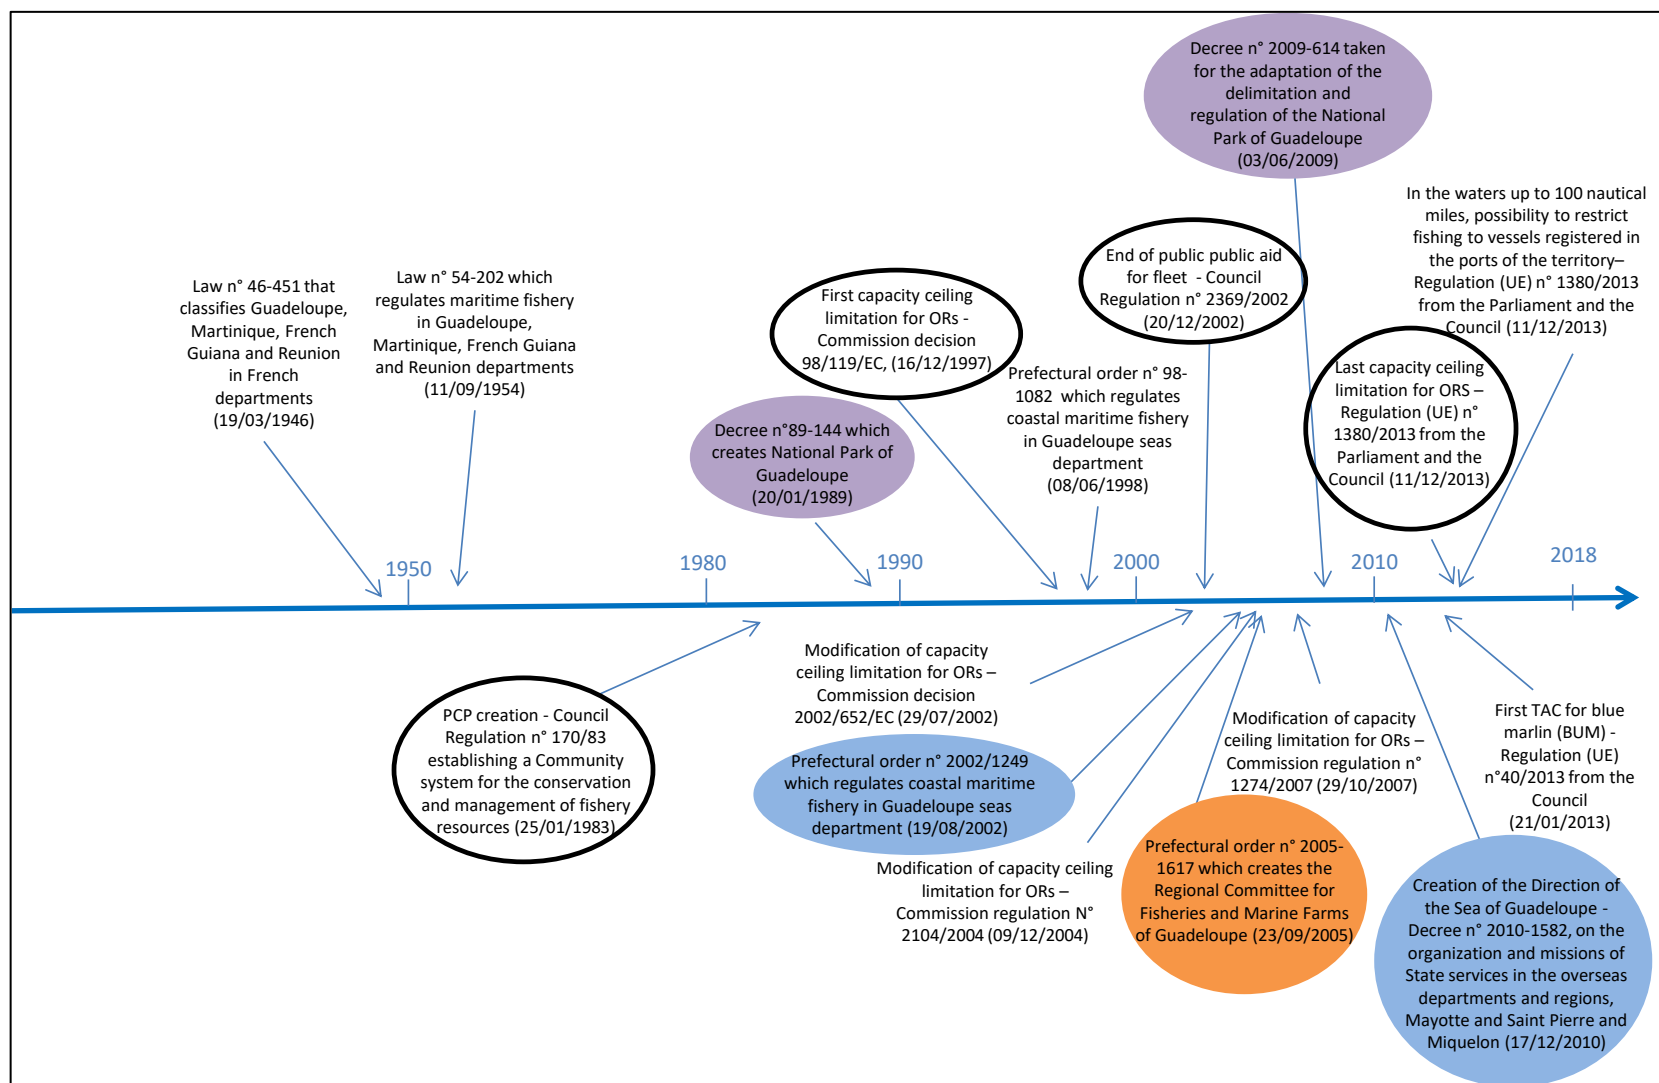 Decree n° 2009-614 taken
for the adaptation of the
delimitation and
regulation of the National
Park of Guadeloupe
(03/06/2009)
In the waters up to 100 nautical
miles, possibility to restrict
fishing to vessels registered in
the ports of the territory–
Regulation (UE) n° 1380/2013
from the Parliament and the
Council (11/12/2013)
End of public public aid
for fleet - Council
Regulation n° 2369/2002
(20/12/2002)
Law n° 46-451 that
classifies Guadeloupe,
Martinique, French
Guiana and Reunion
in French
departments
(19/03/1946)
Law n° 54-202 which
regulates maritime fishery
in Guadeloupe,
Martinique, French Guiana
and Reunion departments
(11/09/1954)
First capacity ceiling
limitation for ORs -
Commission decision
98/119/EC, (16/12/1997)
Prefectural order n° 98-
1082 which regulates
coastal maritime fishery
in Guadeloupe seas
department
(08/06/1998)
Last capacity ceiling
limitation for ORS –
Regulation (UE) n°
1380/2013 from the
Parliament and the
Council (11/12/2013)
Decree n°89-144 which
creates National Park of
Guadeloupe
(20/01/1989)
1950
1980
1990
2000
2010
2018
PCP creation - Council
Regulation n° 170/83
establishing a Community
system for the conservation
and management of fishery
resources (25/01/1983)
Modification of capacity
ceiling limitation for ORs –
Commission decision
2002/652/EC (29/07/2002)
Prefectural order n° 2002/1249
which regulates coastal maritime
fishery in Guadeloupe seas
department (19/08/2002)
Modification of capacity ceiling
limitation for ORs –
Commission regulation N°
2104/2004 (09/12/2004)
Prefectural order n° 2005-
1617 which creates the
Regional Committee for
Fisheries and Marine Farms
of Guadeloupe (23/09/2005)
Modification of capacity
ceiling limitation for ORs –
Commission regulation n°
1274/2007 (29/10/2007)
First TAC for blue
marlin (BUM) -
Regulation (UE)
n°40/2013 from the
Council
(21/01/2013)
Creation of the Direction of
the Sea of Guadeloupe -
Decree n° 2010-1582, on the
organization and missions of
State services in the overseas
departments and regions,
Mayotte and Saint Pierre and
Miquelon (17/12/2010)